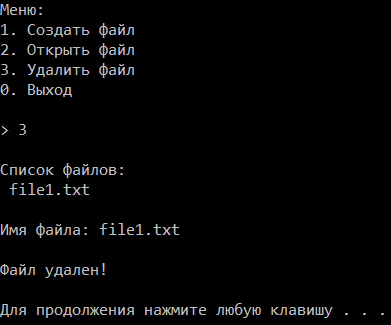 Меню:
1. Создать файл
2. Открыть файл
3. Удалить файл
0. Выход
> 3
Список файлов:
file1.txt
Имя файла: file1.txt
Файл удален!
Для продолжения нажмите любую клавишу . . .